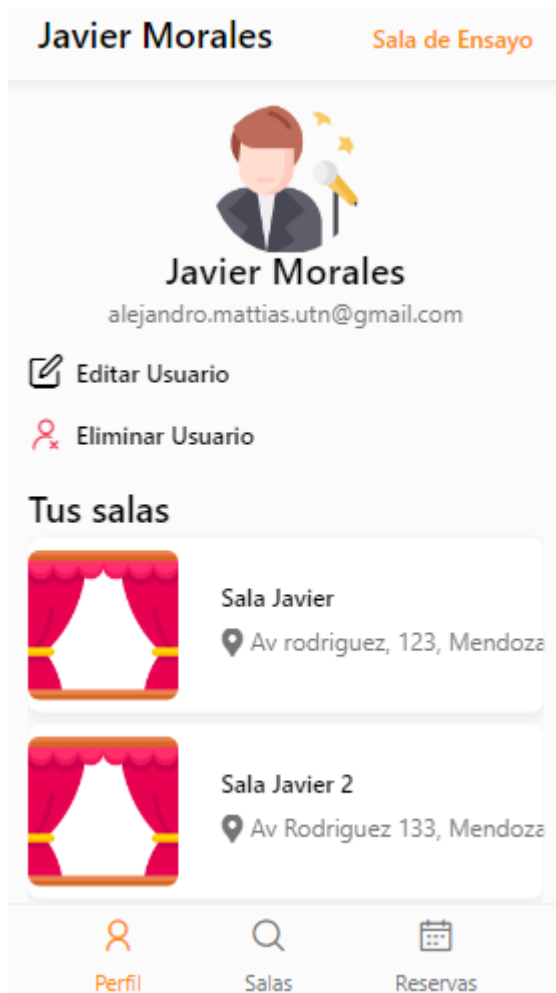 Javier Morales Sala de Ensayo
Javier Morales
alejandro.mattias.utn@gmail.com
Editar Usuario
Eliminar Usuario
Tus salas
Sala Javier
Av rodriguez, 123, Mendoza
Sala Javier 2
Av Rodriguez 133, Mendoza
Perfil Salas Reservas